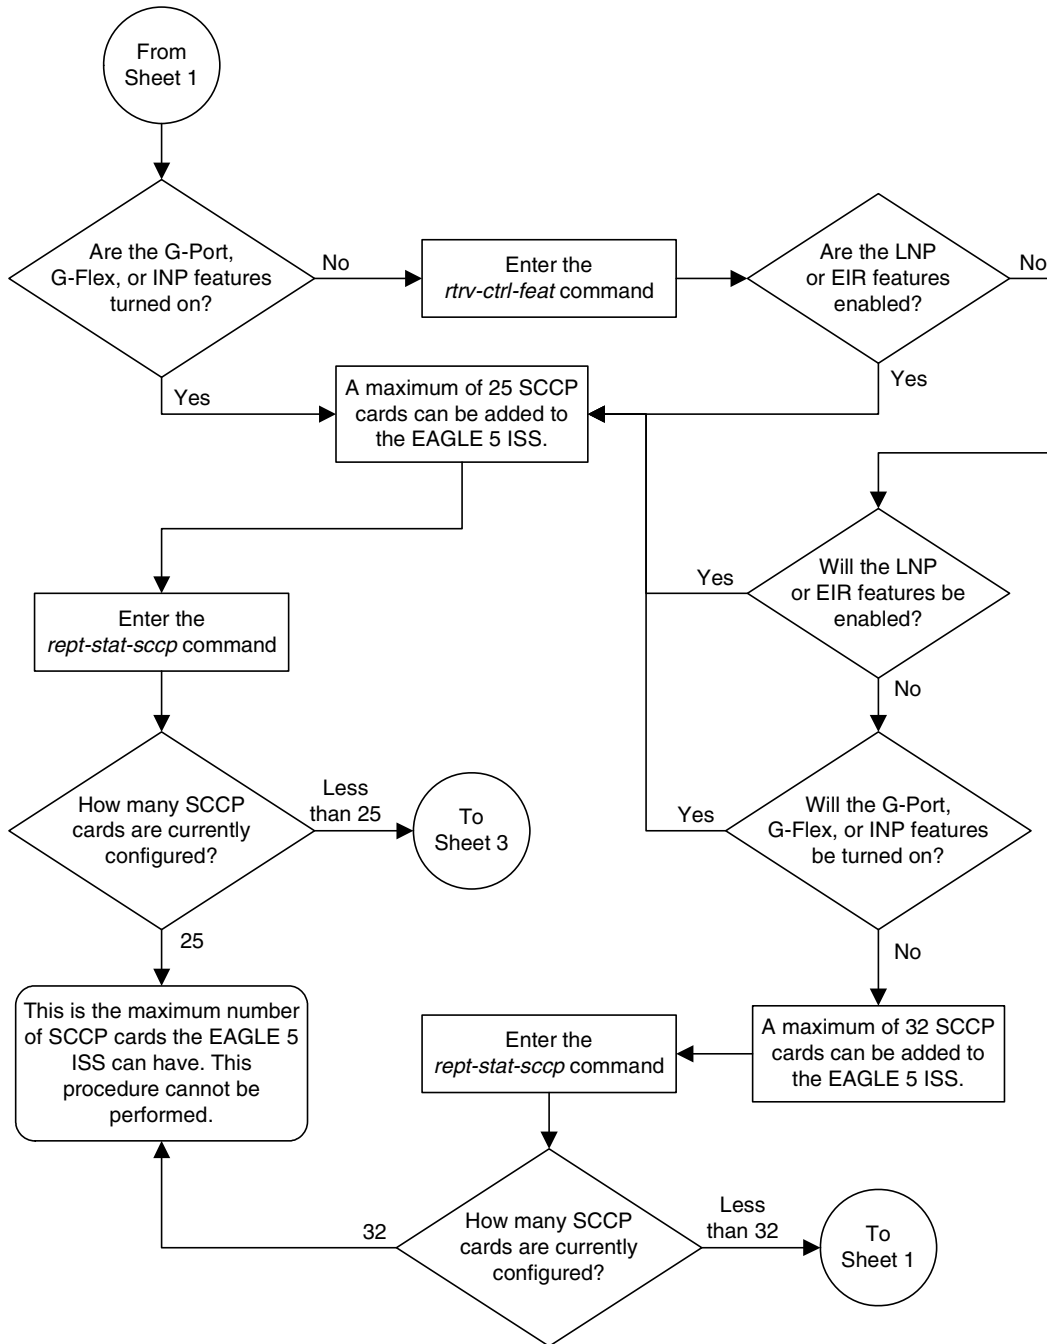 From
Sheet 1
Are the G-Port,
G-Flex, or INP features
turned on?
No
Enter the
rtrv-ctrl-feat command
Are the LNP
or EIR features
enabled?
No
Yes
A maximum of 25 SCCP
cards can be added to
the EAGLE 5 ISS.
Yes
Will the LNP
or EIR features be
enabled?
Yes
No
Enter the
rept-stat-sccp command
How many SCCP
cards are currently
configured?
Less
than 25
To
Sheet 3
Yes
Will the G-Port,
G-Flex, or INP features
be turned on?
25
No
This is the maximum number
of SCCP cards the EAGLE 5
ISS can have. This
procedure cannot be
performed.
Enter the
rept-stat-sccp command
A maximum of 32 SCCP
cards can be added to
the EAGLE 5 ISS.
32
How many SCCP
cards are currently
configured?
Less
than 32
To
Sheet 1